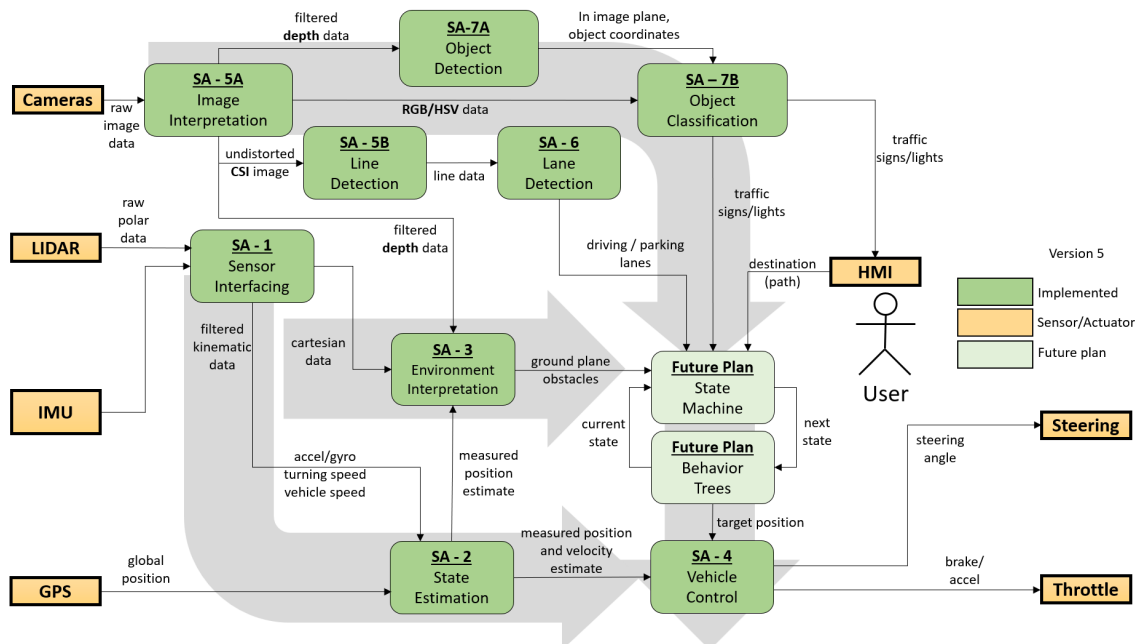 filtered
depth data
SA-7A
Object
Detection
In image plane,
object coordinates
Cameras
raw
image
data
SA - 5A
Image
Interpretation
RGB/HSV data
SA – 7B
Object
Classification
traffic
signs/lights
undistorted
CSI image
SA - 5B
Line
Detection
line data
SA - 6
Lane
Detection
traffic
signs/lights
raw
polar
data
LIDAR
SA - 1
Sensor
Interfacing
filtered
depth data
driving / parking
lanes
destination
(path)
HMI
User
Version 5
Implemented
Sensor/Actuator
Future plan
filtered
kinematic
data
cartesian
data
SA - 3
Environment
Interpretation
ground plane
obstacles
Future Plan
State
Machine
IMU
current
state
next
state
Future Plan
Behavior
Trees
Steering
steering
angle
accel/gyro
turning speed
vehicle speed
measured
position
estimate
target position
measured position
and velocity
estimate
GPS
global
position
SA - 2
State
Estimation
SA - 4
Vehicle
Control
brake/
accel
Throttle